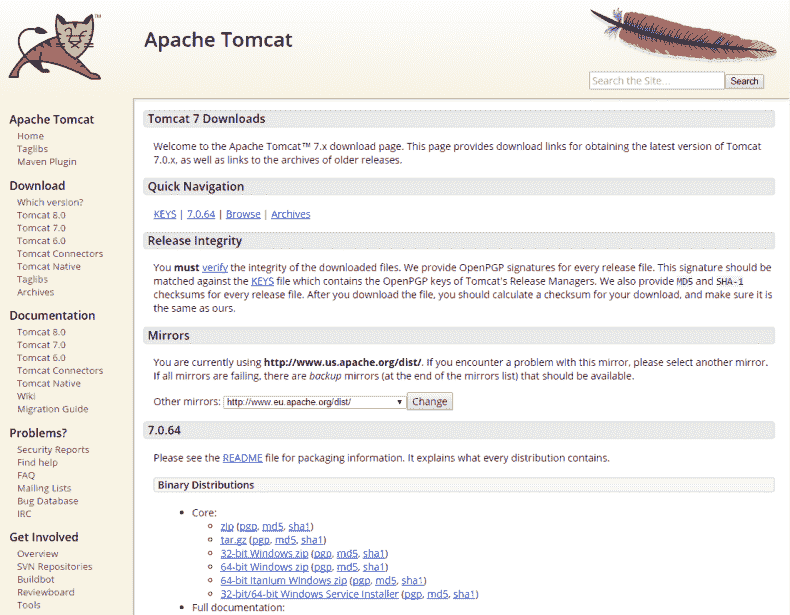 TM
Apache Tomcat
Search the Site...
Search
Apache Tomcat
Home
Taglibs
Maven Plugin
Download
Which version?
Tomcat 8.0
Tomcat 7.0
Tomcat 6.0
Tomcat Connectors
Tomcat Native
Taglibs
Archives
Documentation
Tomcat 8.0
Tomcat 7.0
Tomcat 6.0
Tomcat Connectors
Tomcat Native
Wiki
Migration Guide
Problems?
Security Reports
Find help
FAQ
Mailing Lists
Bug Database
IRC
Get Involved
Overview
SVN Repositories
Buildbot
Reviewboard
Tools
Tomcat 7 Downloads
Welcome to the Apache Tomcat™ 7.x download page. This page provides download links for obtaining the latest version of Tomcat
7.0.x, as well as links to the archives of older releases.
Quick Navigation
KEYS | 7.0.64 | Browse | Archives
Release Integrity
You must verify the integrity of the downloaded files. We provide OpenPGP signatures for every release file. This signature should be
matched against the KEYS file which contains the OpenPGP keys of Tomcat's Release Managers. We also provide MD5 and SHA-1
checksums for every release file. After you download the file, you should calculate a checksum for your download, and make sure it is
the same as ours.
Mirrors
You are currently using http://www.us.apache.org/dist/. If you encounter a problem with this mirror, please select another mirror.
If all mirrors are failing, there are backup mirrors (at the end of the mirrors list) that should be available.
Other mirrors: http://www.eu.apache.org/dist/ Change
7.0.64
Please see the README file for packaging information. It explains what every distribution contains.
Binary Distributions
• Core:
○ zip (pgp, md5, sha1)
○ tar.gz (pgp, md5, sha1)
○ 32-bit Windows zip (pgp, md5, sha1)
○ 64-bit Windows zip (pgp, md5, sha1)
○ 64-bit Itanium Windows zip (pgp, md5, sha1)
○ 32-bit/64-bit Windows Service Installer (pgp, md5, sha1)
• Full documentation: